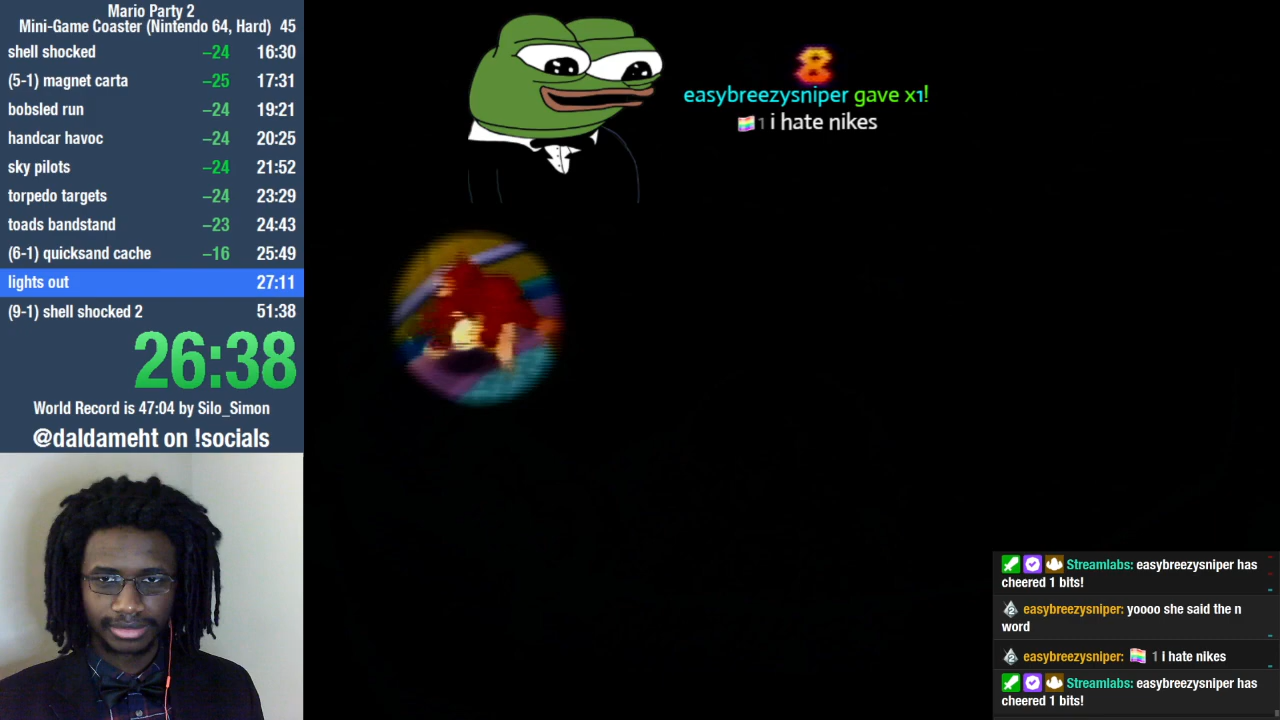 Mario Party 2
Mini-Game Coaster (Nintendo 64, Hard) 45
shell shocked −24 16:30
(5-1) magnet carta −25 17:31
bobsled run −24 19:21
handcar havoc −24 20:25
sky pilots −24 21:52
torpedo targets −24 23:29
toads bandstand −23 24:43
(6-1) quicksand cache −16 25:49
lights out 27:11
(9-1) shell shocked 2 51:38
26:38
World Record is 47:04 by Silo_Simon
@daldameht on !socials
8
easybreezysniper gave x1!
1 i hate nikes
Streamlabs: easybreezysniper has
cheered 1 bits!
2 easybreezysniper: yoooo she said the n
word
2 easybreezysniper: 1 i hate nikes
Streamlabs: easybreezysniper has
cheered 1 bits!